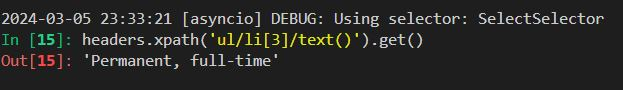 2024-03-05 23:33:21 [asyncio] DEBUG: Using selector: SelectSelector
In [15]: headers.xpath('ul/li[3]/text()').get()
Out[15]: 'Permanent, full-time'